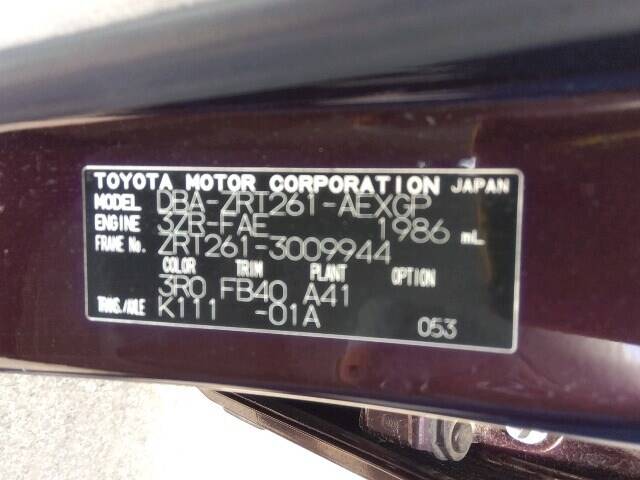 TOYOTA MOTOR CORPORATION JAPAN
MODEL DBA-ZRT261-AEXGP
ENGINE 3ZR-FAE 1986 mL
FRAME No. ZRT261-3009944
COLOR TRIM PLANT OPTION
3R0 FB40 A41
TRANS./AXLE K111 -01A 053